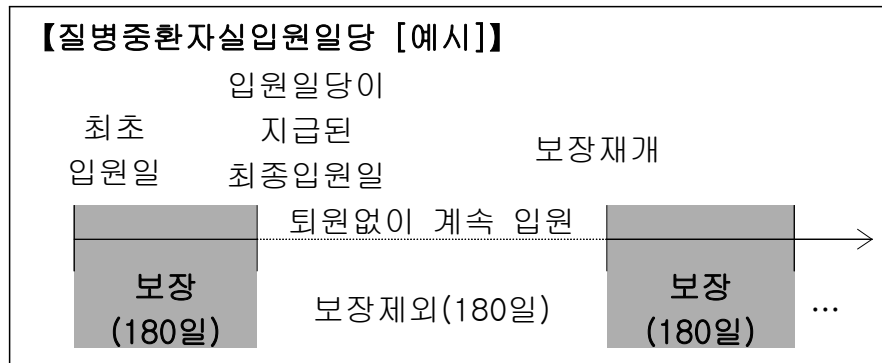 【질병중환자실입원일당 [예시]】
최초
입원일
입원일당이
지급된
최종입원일
보장재개
퇴원없이 계속 입원
보장
(180일)
보장제외(180일)
보장
(180일)
…